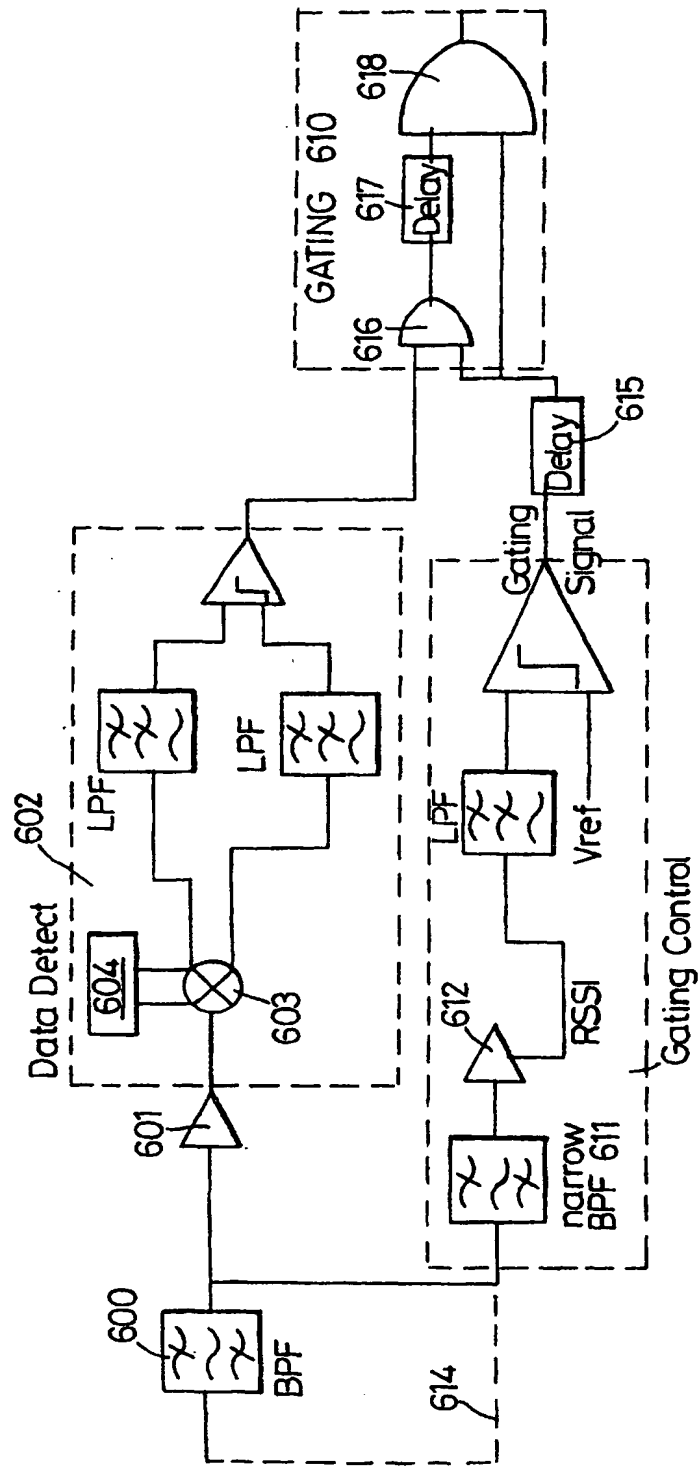 600
BPF
614
601
Data Detect
602
604
603
LPF
LPF
narrow
BPF 611
612
RSSI
LPF
Vref
Gating Control
Gating
Signal
Delay
615
GATING 610
616
617
Delay
618